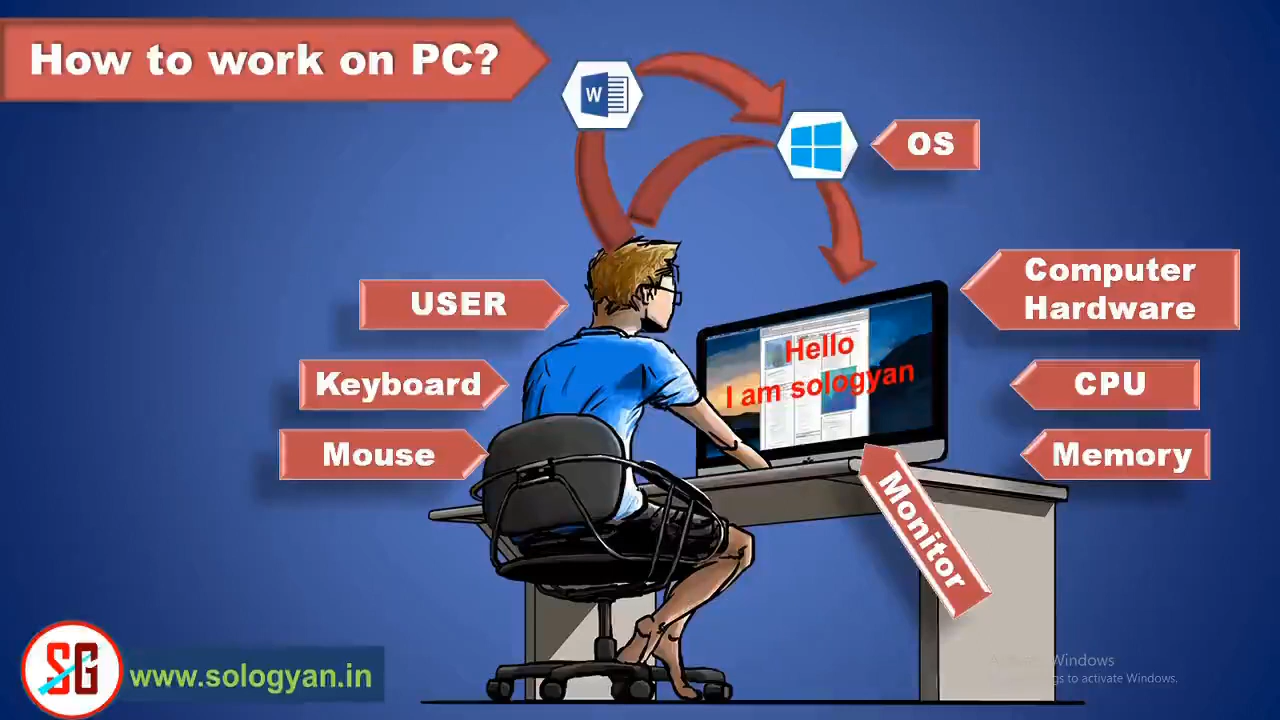 How to work on PC?
W
OS
USER
Computer
Hardware
Hello
I am sologyan
Keyboard
CPU
Mouse
Memory
Monitor
SG
www.sologyan.in
Windows
to activate Windows.